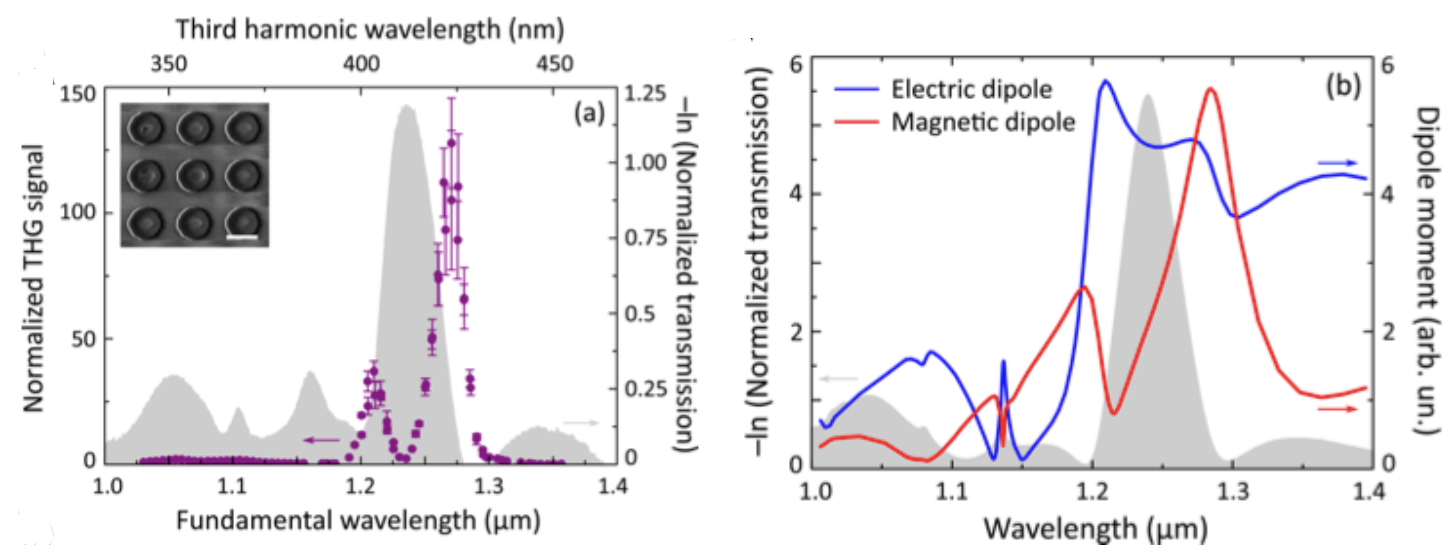 Third harmonic wavelength (nm)
350 400 450
150 (a) 1.25
100 1.00
0.75
50 0.5
0.25
0 0
1.0 1.1 1.2 1.3 1.4
Normalized THG signal
−ln (Normalized transmission)
Fundamental wavelength (µm)
6 Electric dipole (b) 6
Magnetic dipole
4 4
2 2
0 0
1.0 1.1 1.2 1.3 1.4
−ln (Normalized transmission)
Dipole moment (arb. un.)
Wavelength (µm)